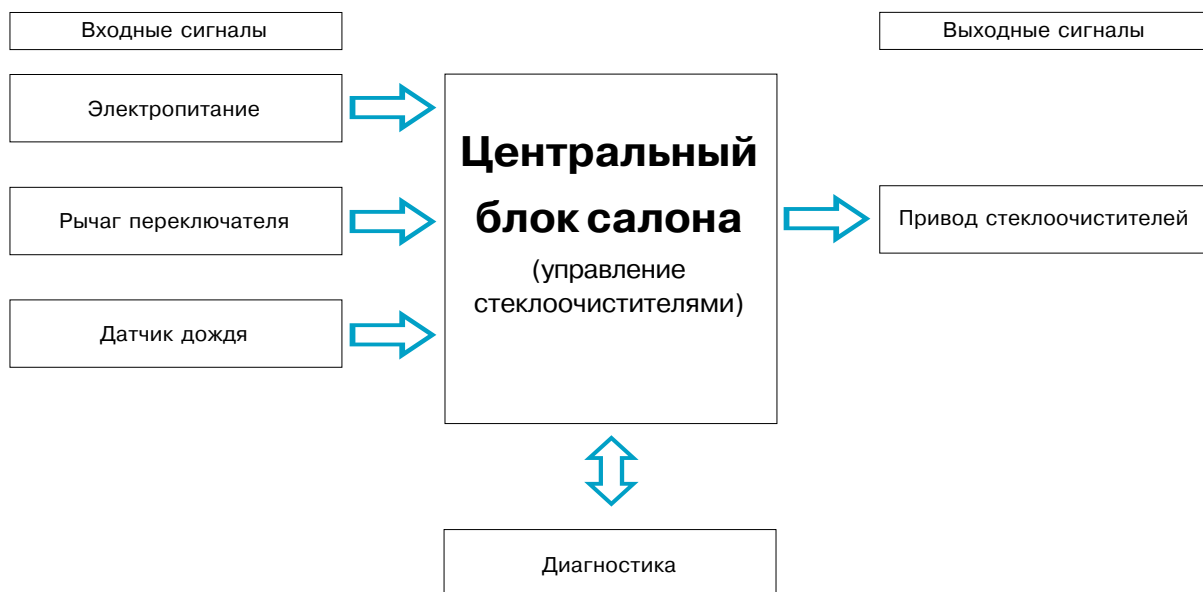 Входные сигналы
Выходные сигналы
Электропитание
Рычаг переключателя
Датчик дождя
Центральный
блок салона
(управление
стеклоочистителями)
Привод стеклоочистителей
Диагностика